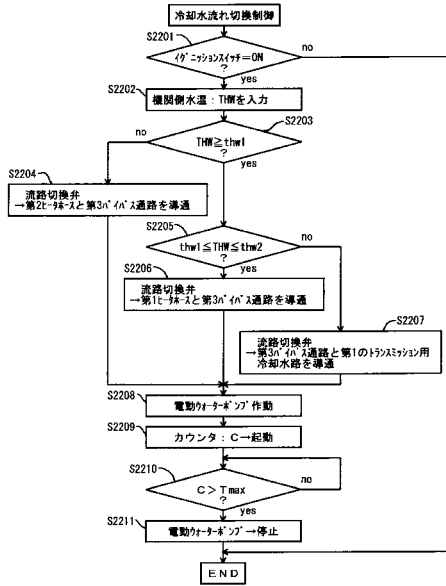 冷却水流れ切換制御
S2201
ｲｸﾞﾆｯｼｮﾝｽｲｯﾁ=ON
?
no
yes
S2202
機関側水温：THWを入力
S2203
no
THW≧thw1
?
yes
S2204
流路切換弁
→第2ﾋｰﾀﾎｰｽと第3ﾊﾞｲﾊﾟｽ通路を導通
S2205
no
thw1≦THW≦thw2
?
yes
S2206
流路切換弁
→第1ﾋｰﾀﾎｰｽと第3ﾊﾞｲﾊﾟｽ通路を導通
S2207
流路切換弁
→第3ﾊﾞｲﾊﾟｽ通路と第1のﾄﾗﾝｽﾐｯｼｮﾝ用
冷却水路を導通
S2208
電動ｳｫｰﾀｰﾎﾟﾝﾌﾟ作動
S2209
カウンタ：C→起動
S2210
no
C＞Tmax
?
yes
S2211
電動ｳｫｰﾀｰﾎﾟﾝﾌﾟ→停止
END